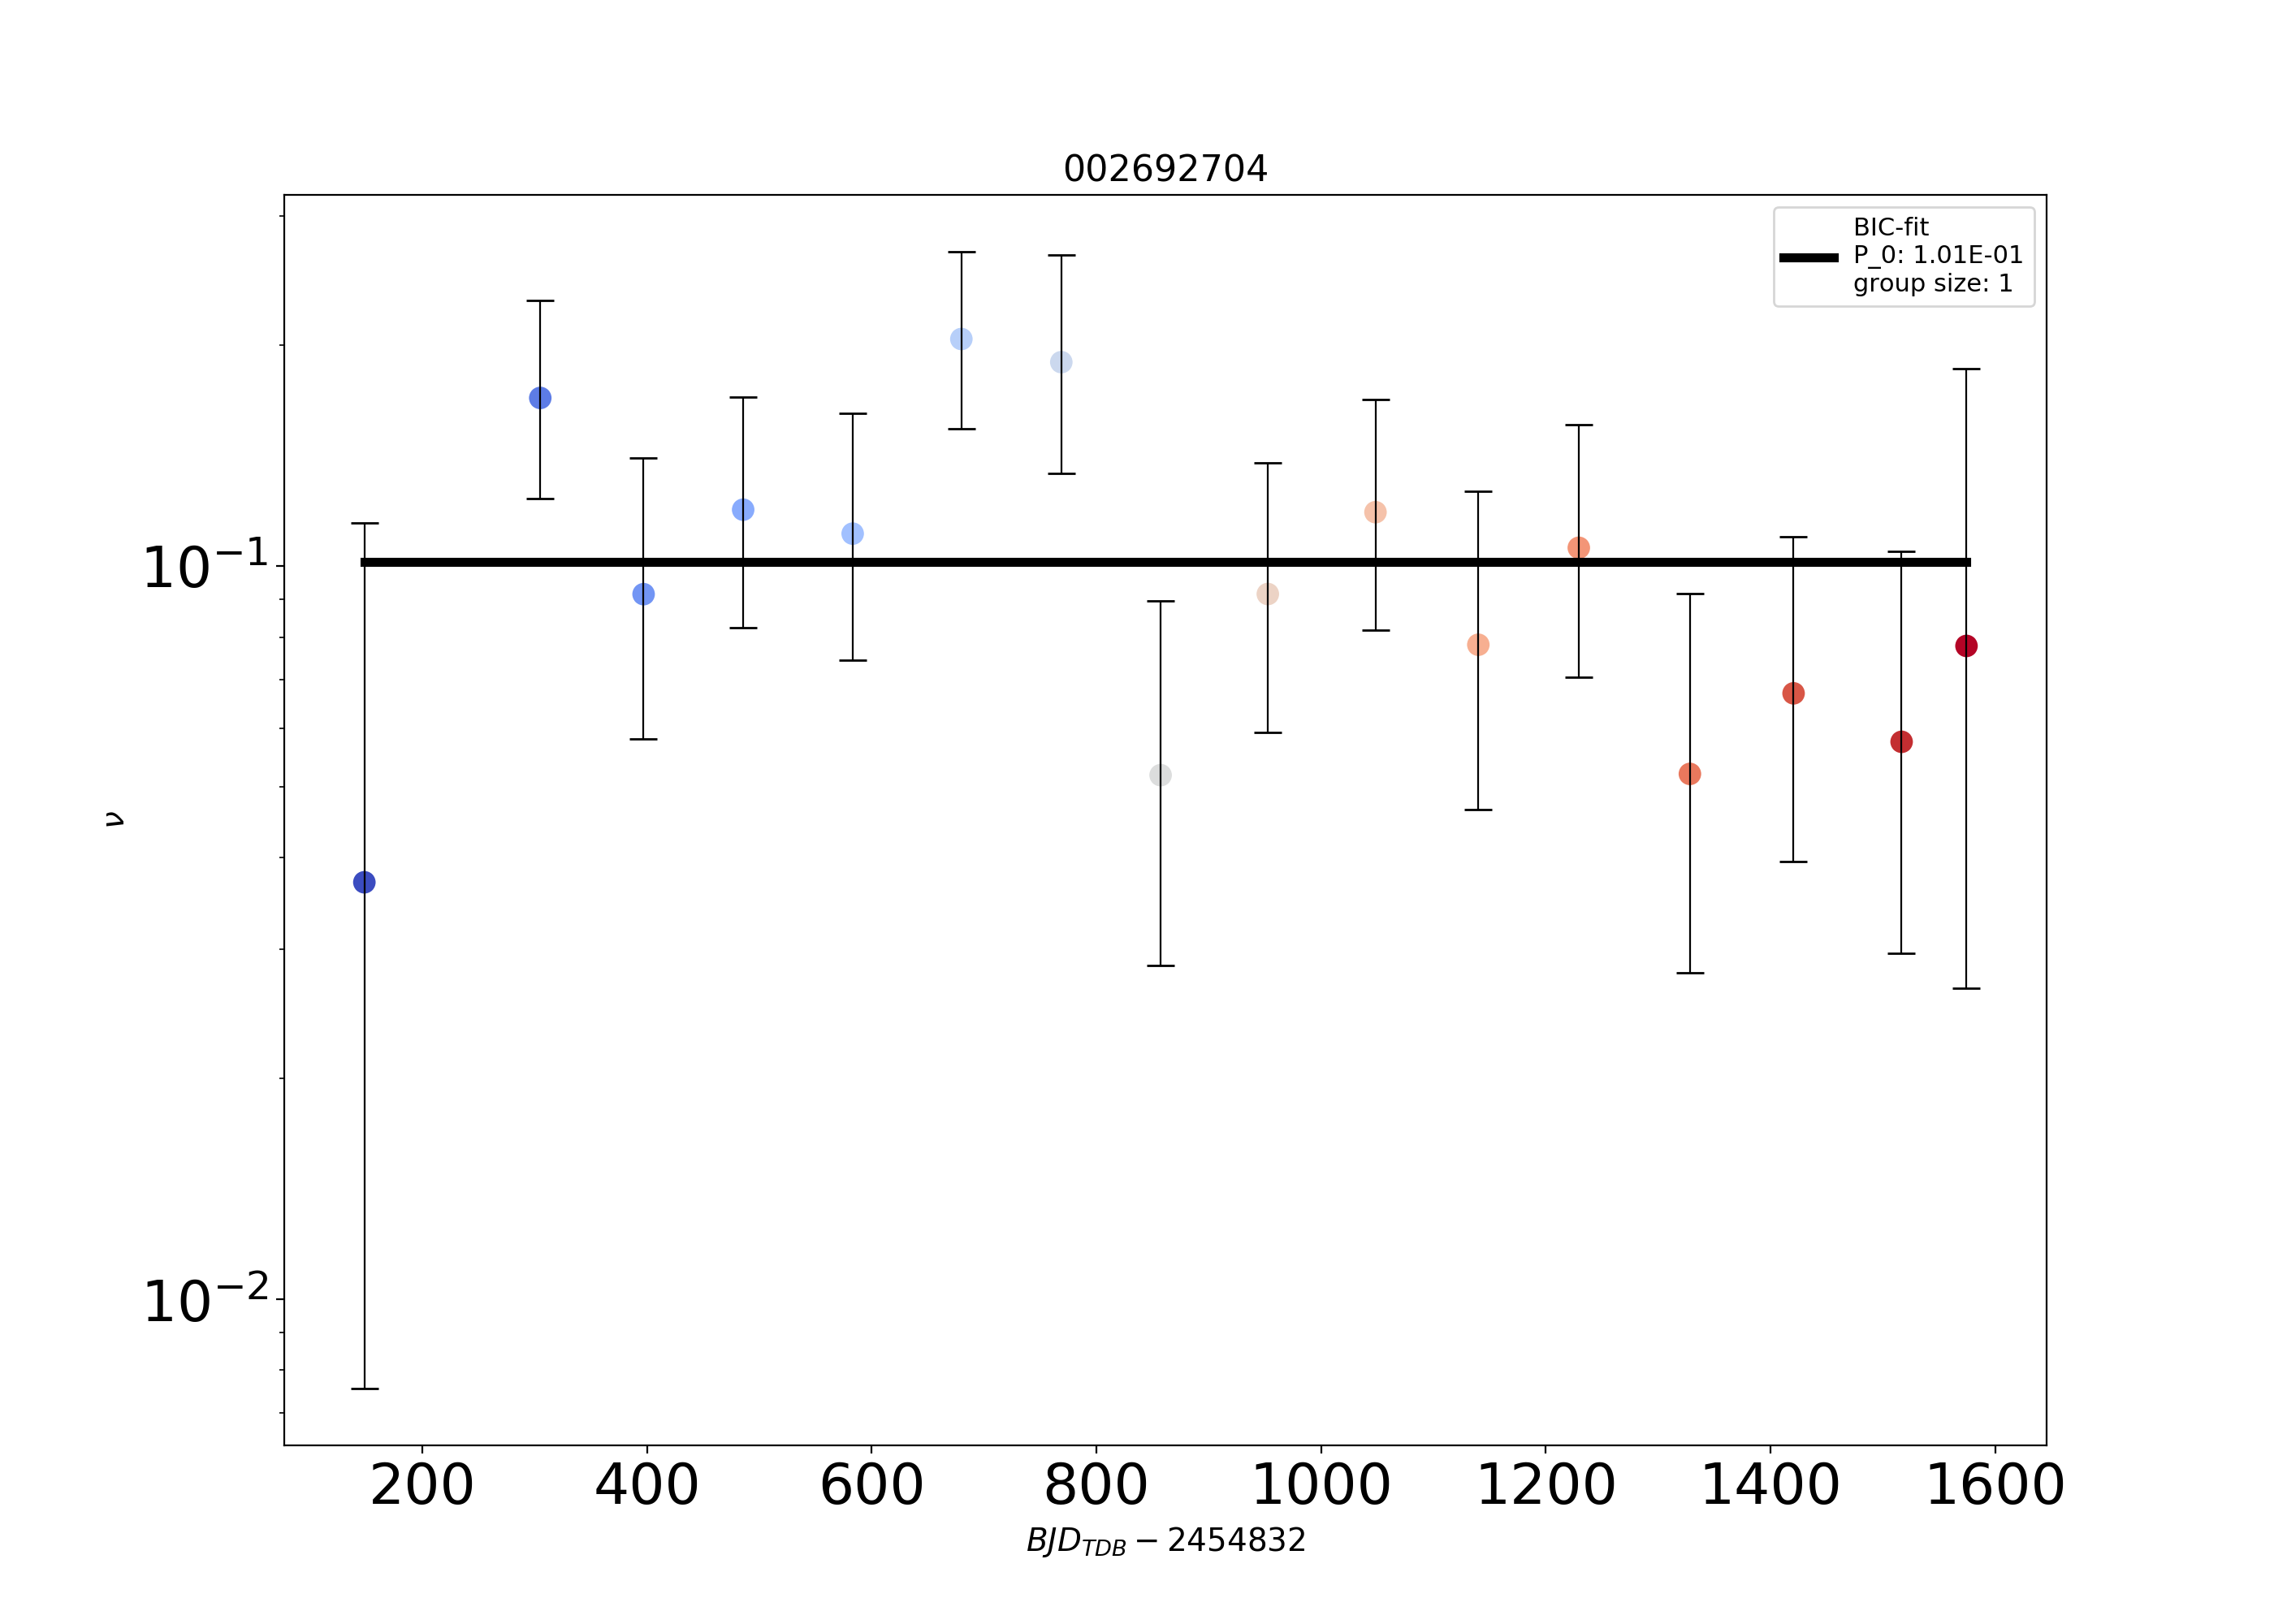 002692704
BIC-fit
P_0: 1.01E-01
group size: 1
10⁻¹
10⁻²
ν
200 400 600 800 1000 1200 1400 1600
BJD_TDB − 2454832